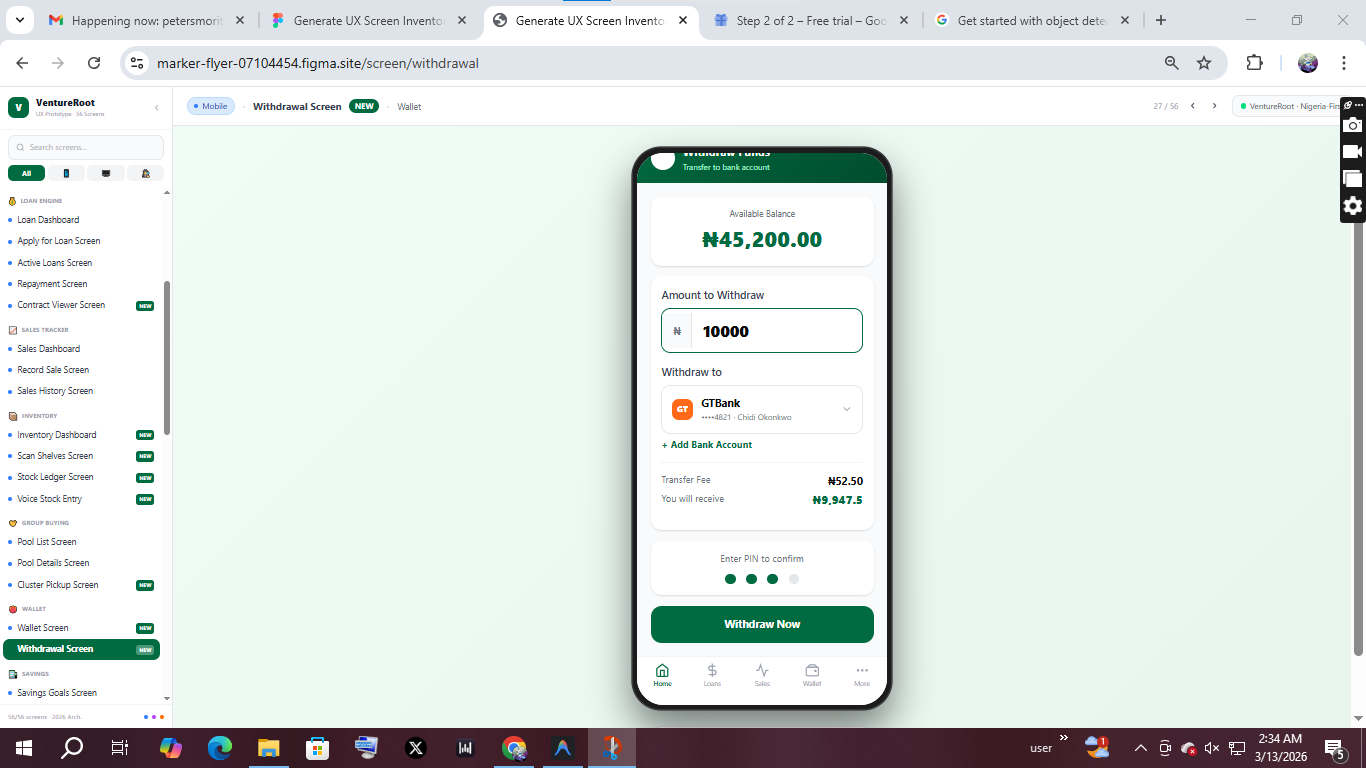 Happening now: petersmorit
Generate UX Screen Invento
Generate UX Screen Invento
Step 2 of 2 – Free trial – Goo
Get started with object dete
marker-flyer-07104454.figma.site/screen/withdrawal
V
VentureRoot
UX Prototype · 56 Screens
Search screens...
All
LOAN ENGINE
Loan Dashboard
Apply for Loan Screen
Active Loans Screen
Repayment Screen
Contract Viewer Screen NEW
SALES TRACKER
Sales Dashboard
Record Sale Screen
Sales History Screen
INVENTORY
Inventory Dashboard NEW
Scan Shelves Screen NEW
Stock Ledger Screen NEW
Voice Stock Entry NEW
GROUP BUYING
Pool List Screen
Pool Details Screen
Cluster Pickup Screen NEW
WALLET
Wallet Screen NEW
Withdrawal Screen NEW
SAVINGS
Savings Goals Screen
56/56 screens · 2026 Arch.
Mobile · Withdrawal Screen NEW · Wallet
27 / 56
VentureRoot · Nigeria-Firs
Withdraw Funds
Transfer to bank account
Available Balance
₦45,200.00
Amount to Withdraw
₦ 10000
Withdraw to
GT
GTBank
••••4821 · Chidi Okonkwo
+ Add Bank Account
Transfer Fee ₦52.50
You will receive ₦9,947.5
Enter PIN to confirm
Withdraw Now
Home Loans Sales Wallet More
user
1
2:34 AM
3/13/2026
5